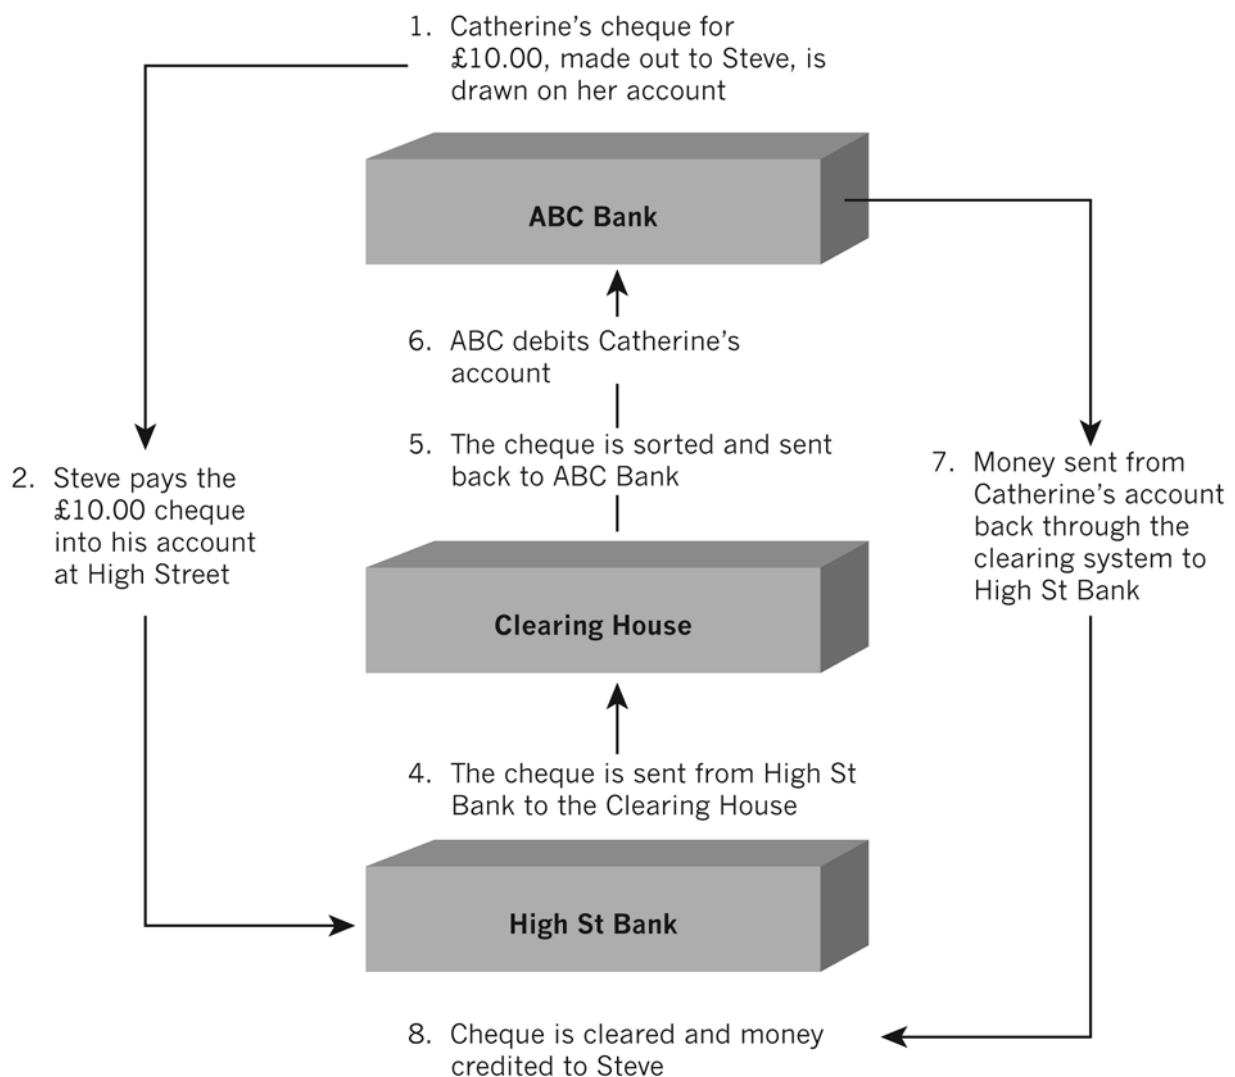 1. Catherine’s cheque for
£10.00, made out to Steve, is
drawn on her account
ABC Bank
6. ABC debits Catherine’s
account
5. The cheque is sorted and sent
back to ABC Bank
2. Steve pays the
£10.00 cheque
into his account
at High Street
7. Money sent from
Catherine’s account
back through the
clearing system to
High St Bank
Clearing House
4. The cheque is sent from High St
Bank to the Clearing House
High St Bank
8. Cheque is cleared and money
credited to Steve